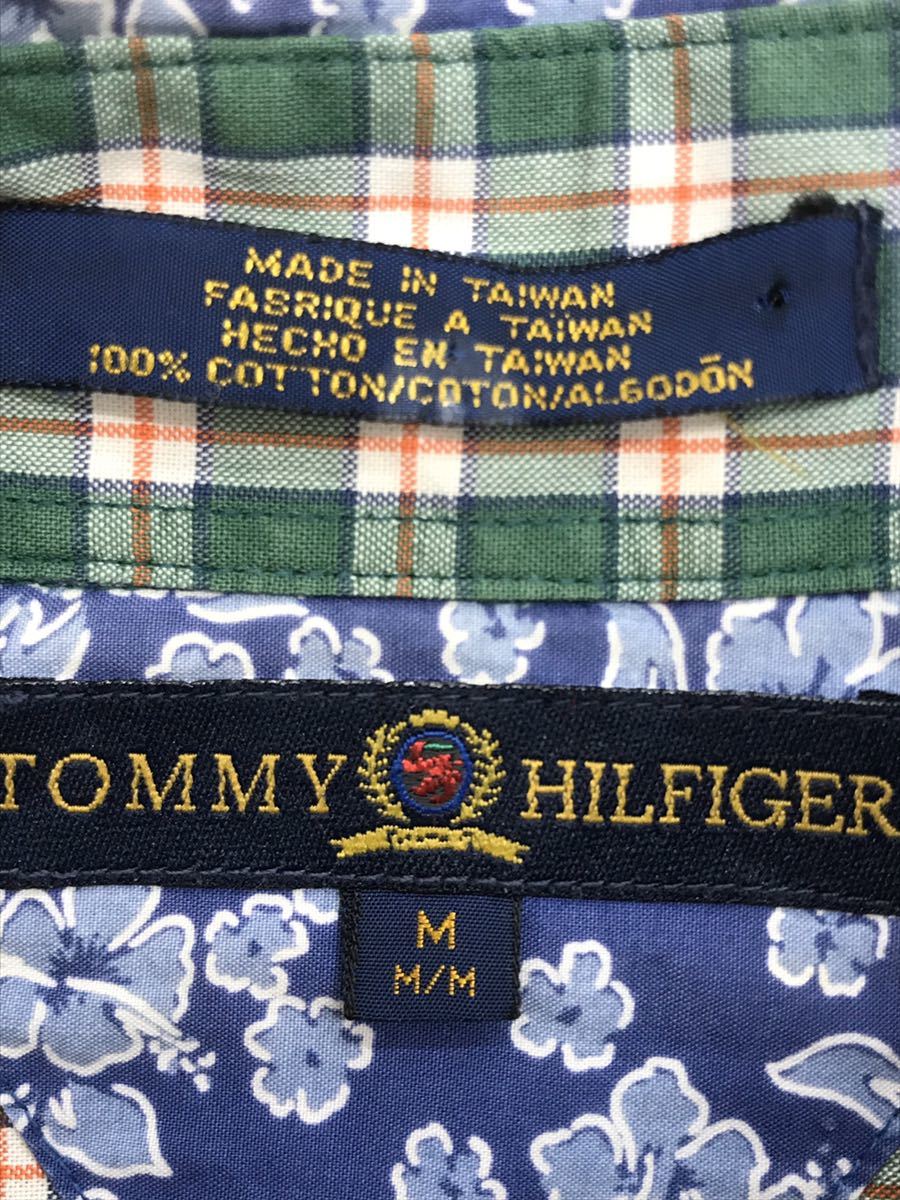 MADE IN TAIWAN
FABRIQUE A TAIWAN
HECHO EN TAIWAN
100% COTTON/COTON/ALGODÓN
TOMMY HILFIGER
M
M/M